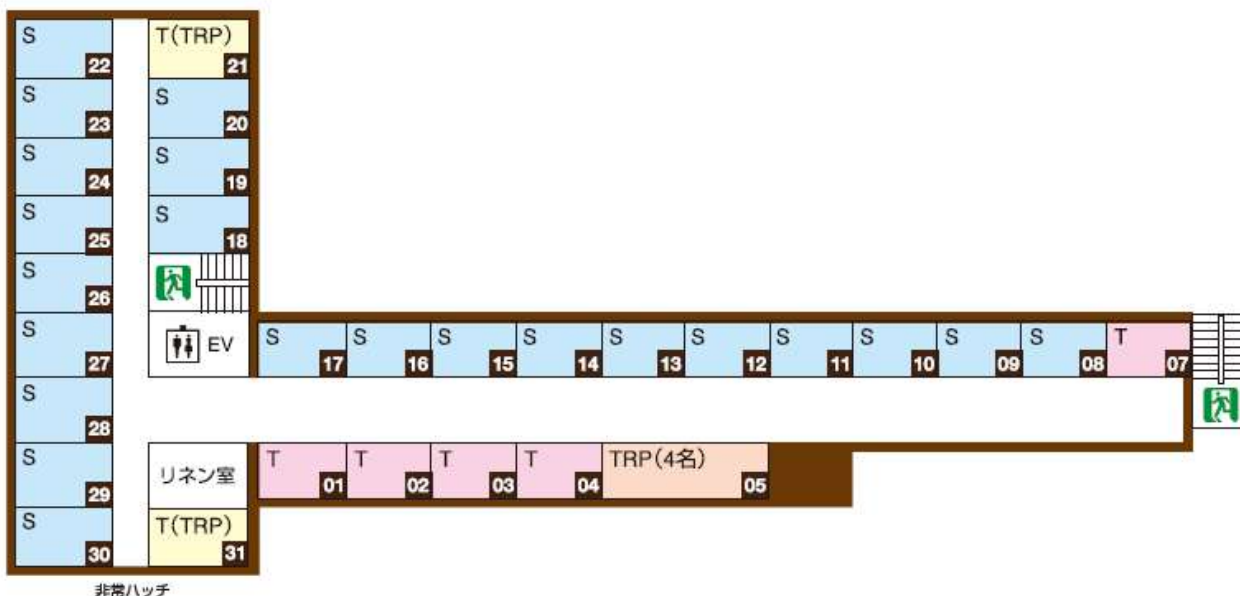 S 22
T(TRP) 21
S 23
S 20
S 24
S 19
S 25
S 18
S 26
S 27
EV
S 17
S 16
S 15
S 14
S 13
S 12
S 11
S 10
S 09
S 08
T 07
S 28
S 29
リネン室
T 01
T 02
T 03
T 04
TRP(4名) 05
S 30
T(TRP) 31
非常ハッチ